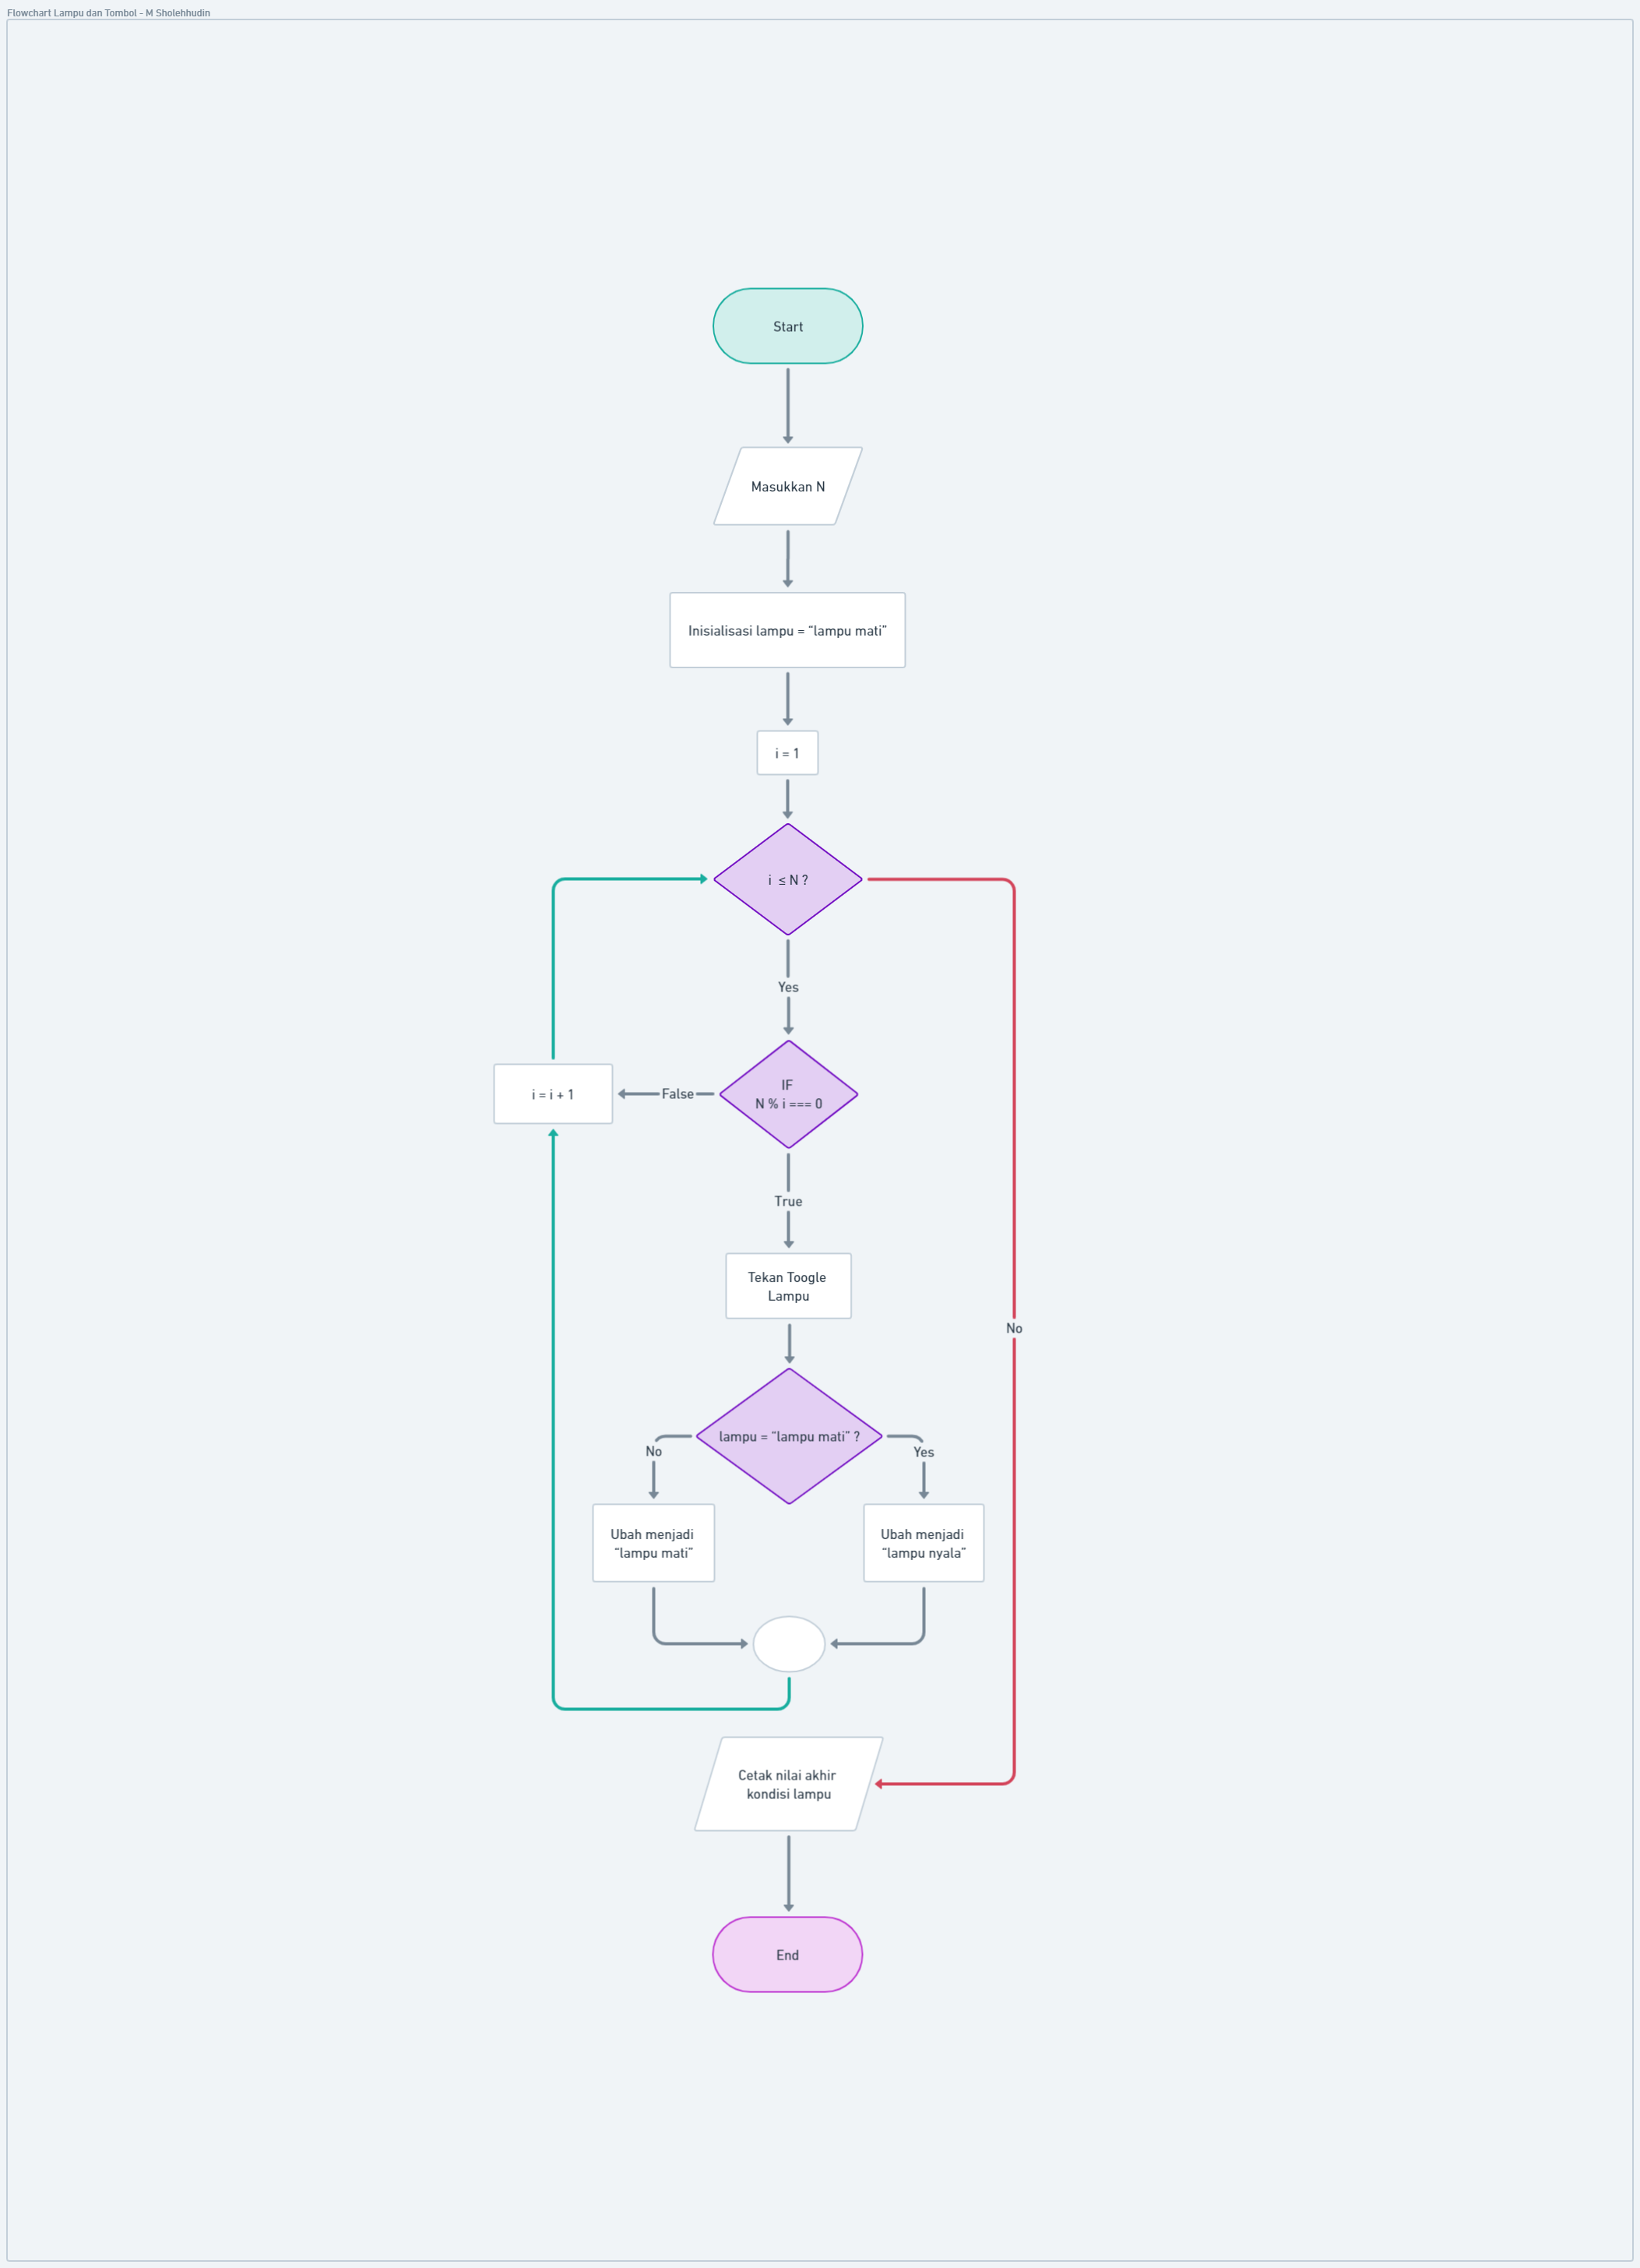 Flowchart Lampu dan Tombol - M Sholehhudin
Start
Masukkan N
Inisialisasi lampu = “lampu mati”
i = 1
i ≤ N ?
Yes
IF
N % i === 0
False
i = i + 1
True
Tekan Toogle
Lampu
No
lampu = “lampu mati” ?
No
Yes
Ubah menjadi
“lampu mati”
Ubah menjadi
“lampu nyala”
Cetak nilai akhir
kondisi lampu
End